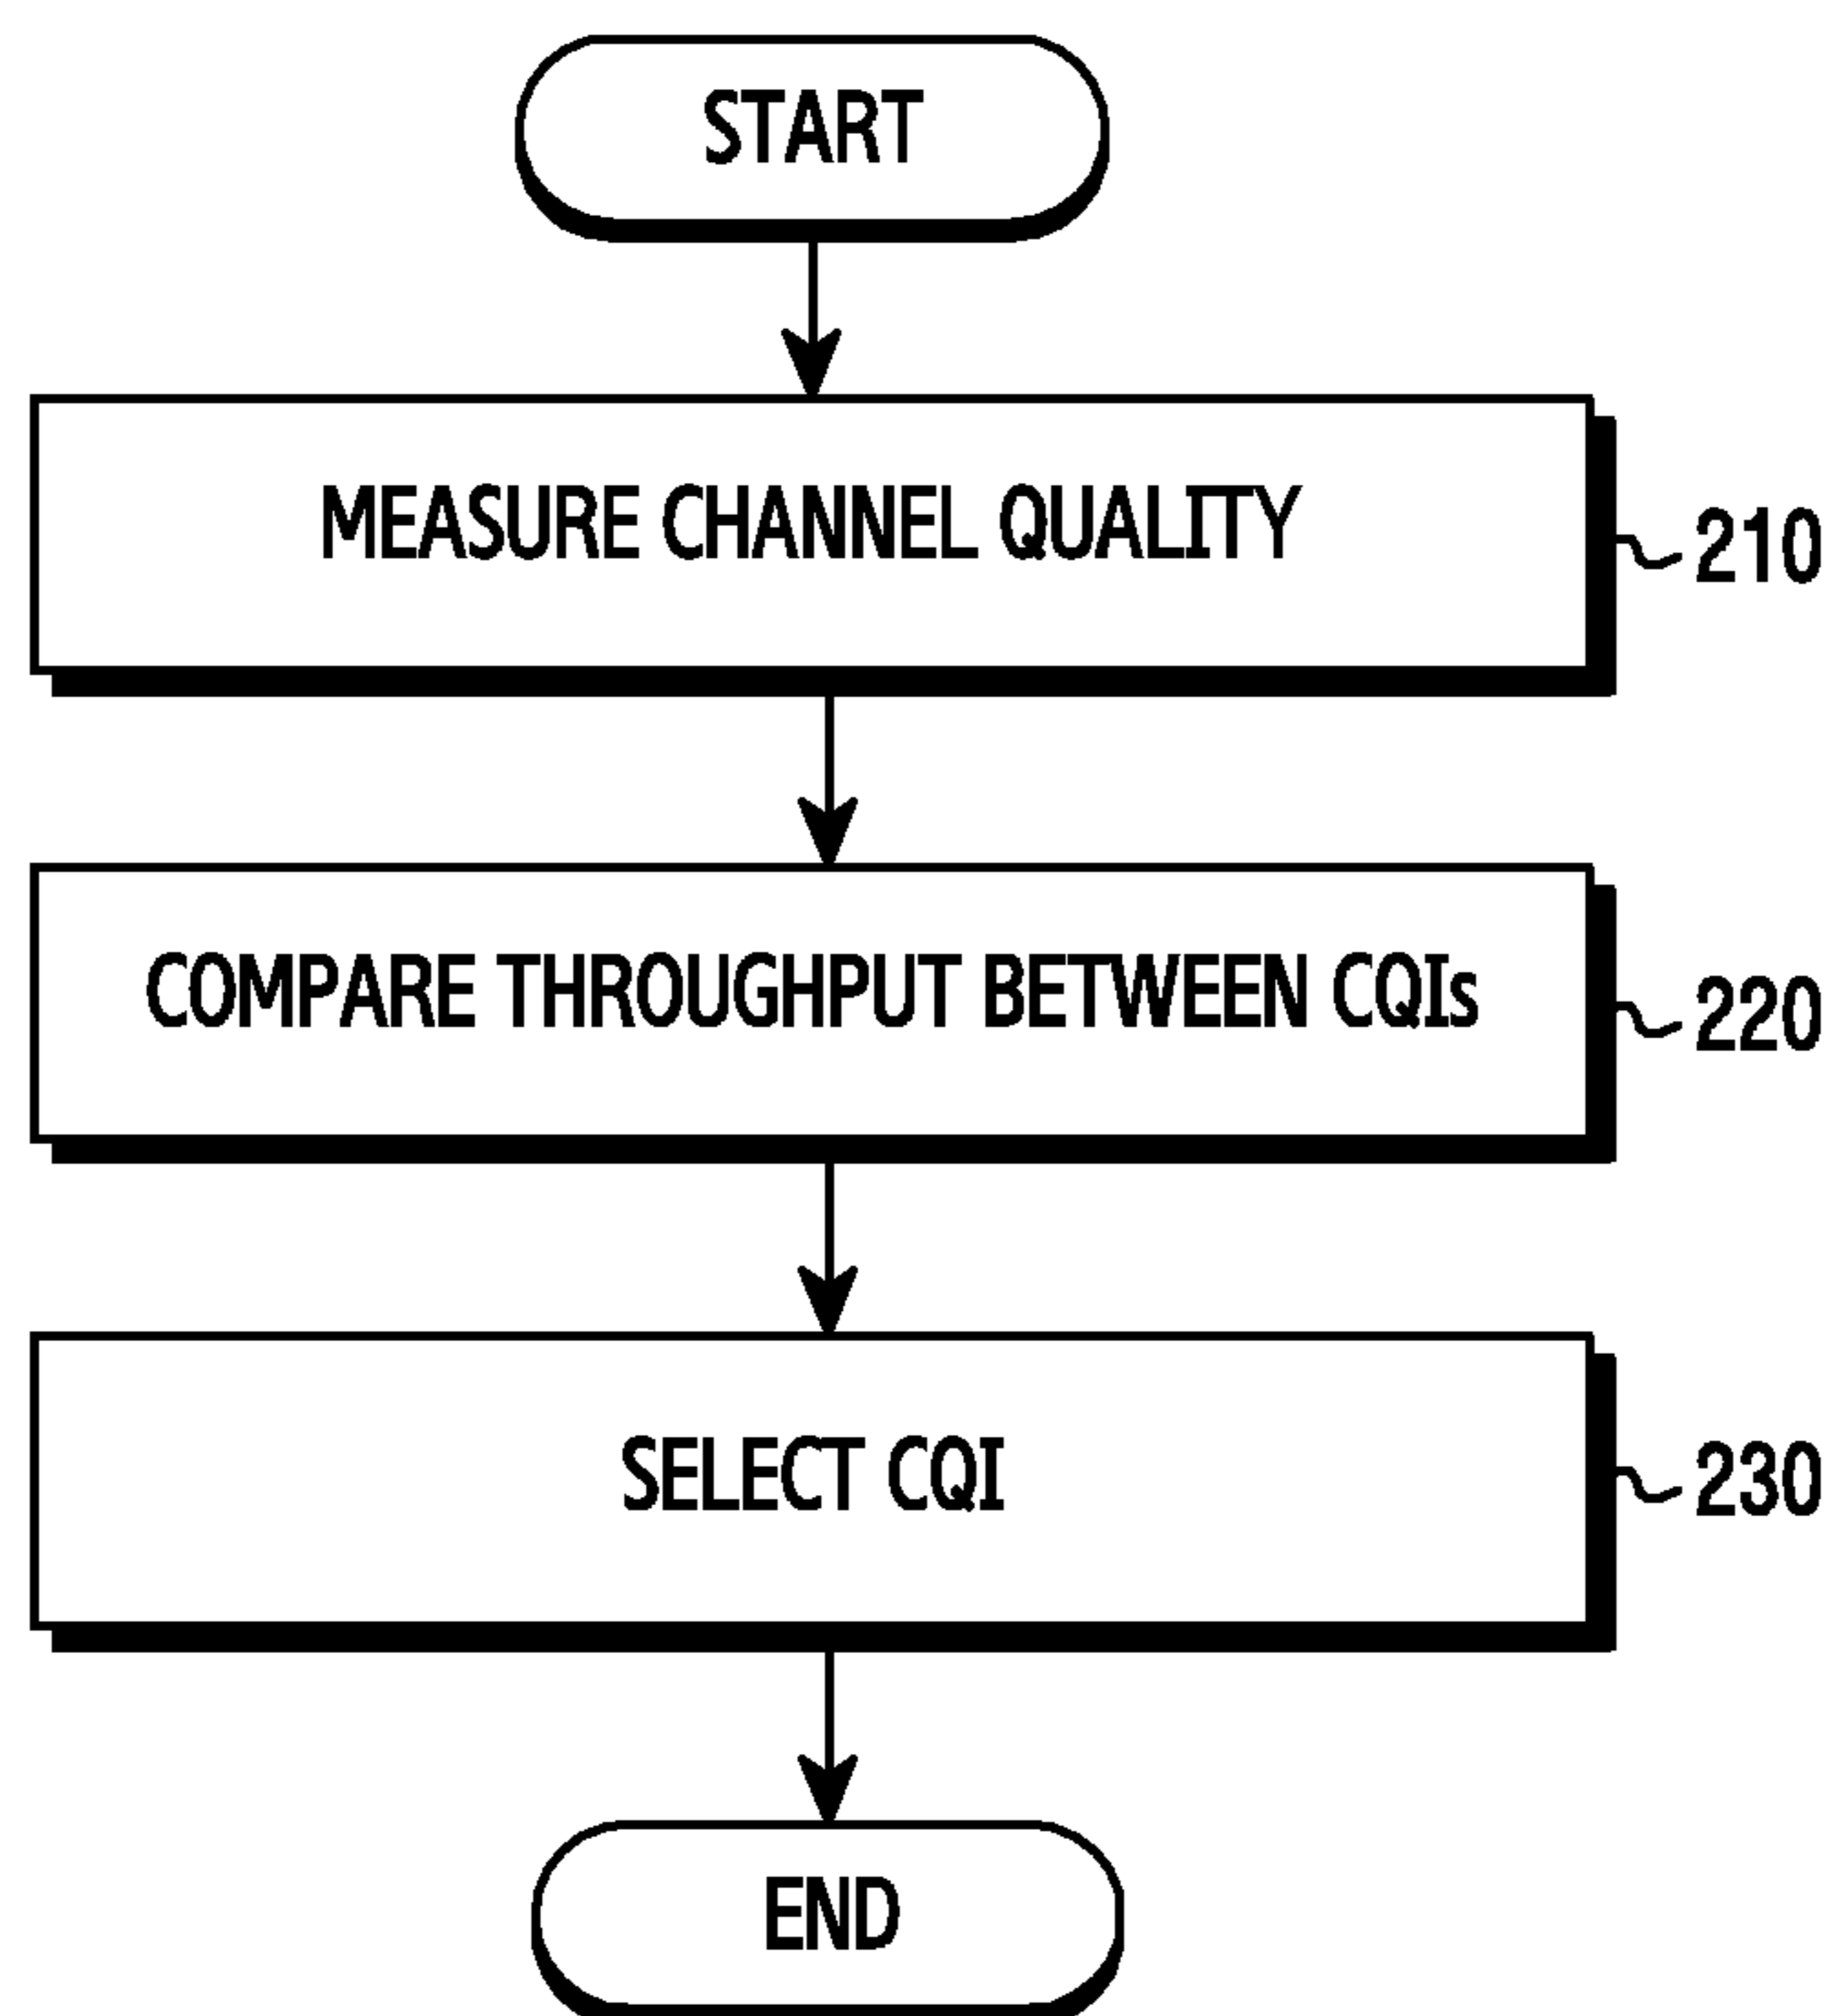 START
MEASURE CHANNEL QUALITY
210
COMPARE THROUGHPUT BETWEEN CQIs
220
SELECT CQI
230
END